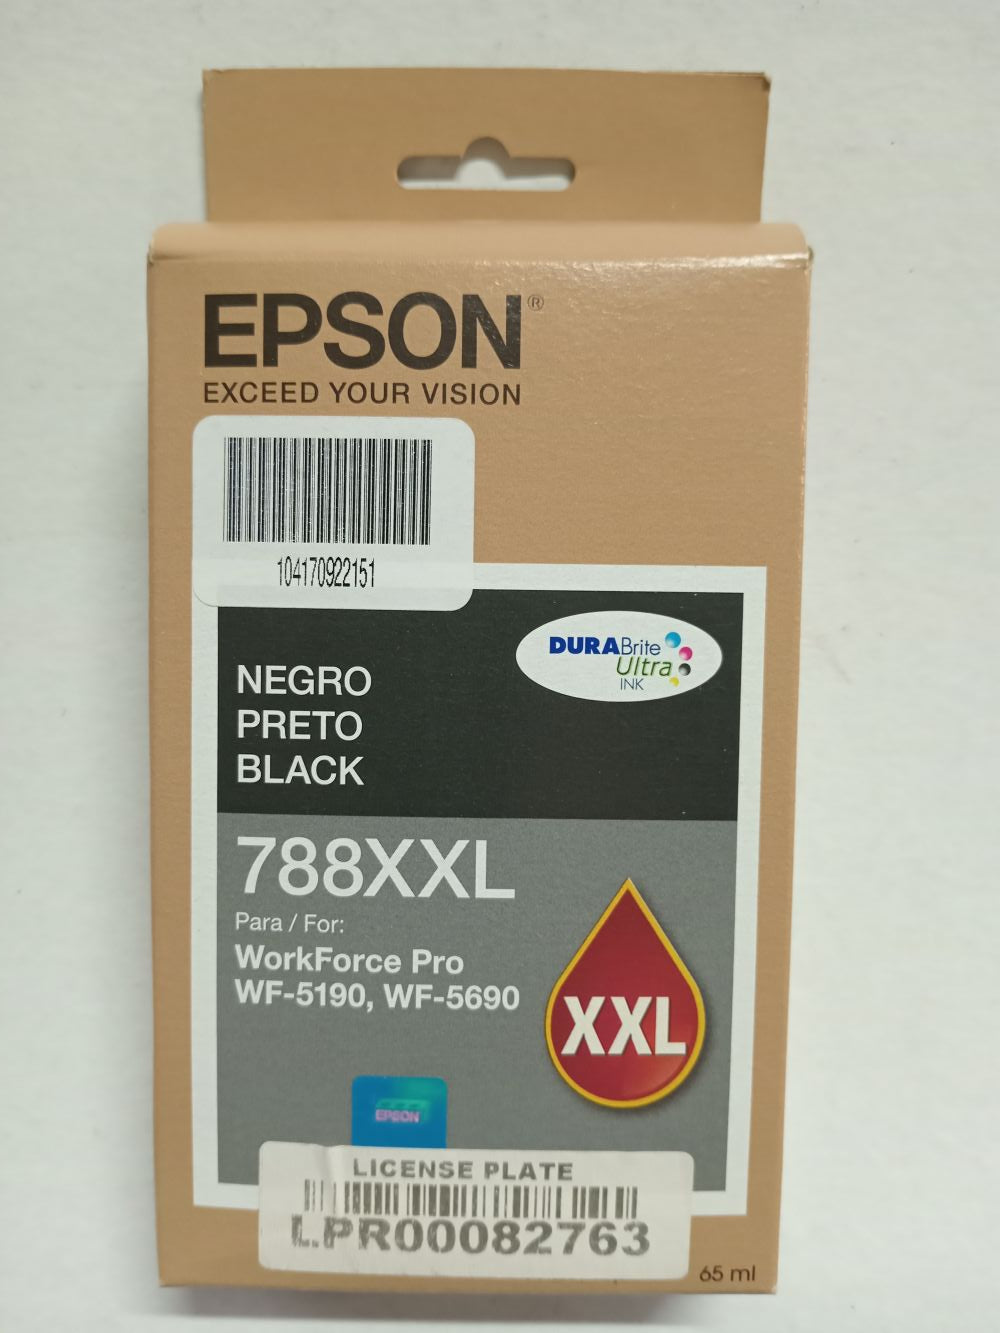 EPSON®
EXCEED YOUR VISION
104170922151
DURABrite
Ultra
INK
NEGRO
PRETO
BLACK
788XXL
Para / For:
WorkForce Pro
WF-5190, WF-5690
XXL
EPSON
LICENSE PLATE
LPR00082763
65 ml